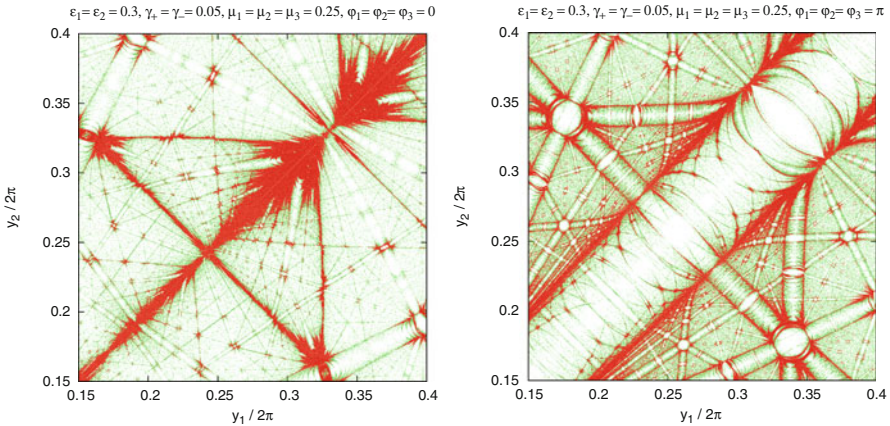 ε₁= ε₂ = 0.3, γ₊ = γ₋= 0.05, μ₁ = μ₂ = μ₃ = 0.25, φ₁= φ₂= φ₃ = 0
0.4
0.35
0.3
0.25
0.2
0.15
y₂ / 2π
0.15 0.2 0.25 0.3 0.35 0.4
y₁ / 2π
ε₁= ε₂ = 0.3, γ₊ = γ₋= 0.05, μ₁ = μ₂ = μ₃ = 0.25, φ₁= φ₂= φ₃ = π
0.4
0.35
0.3
0.25
0.2
0.15
y₂ / 2π
0.15 0.2 0.25 0.3 0.35 0.4
y₁ / 2π